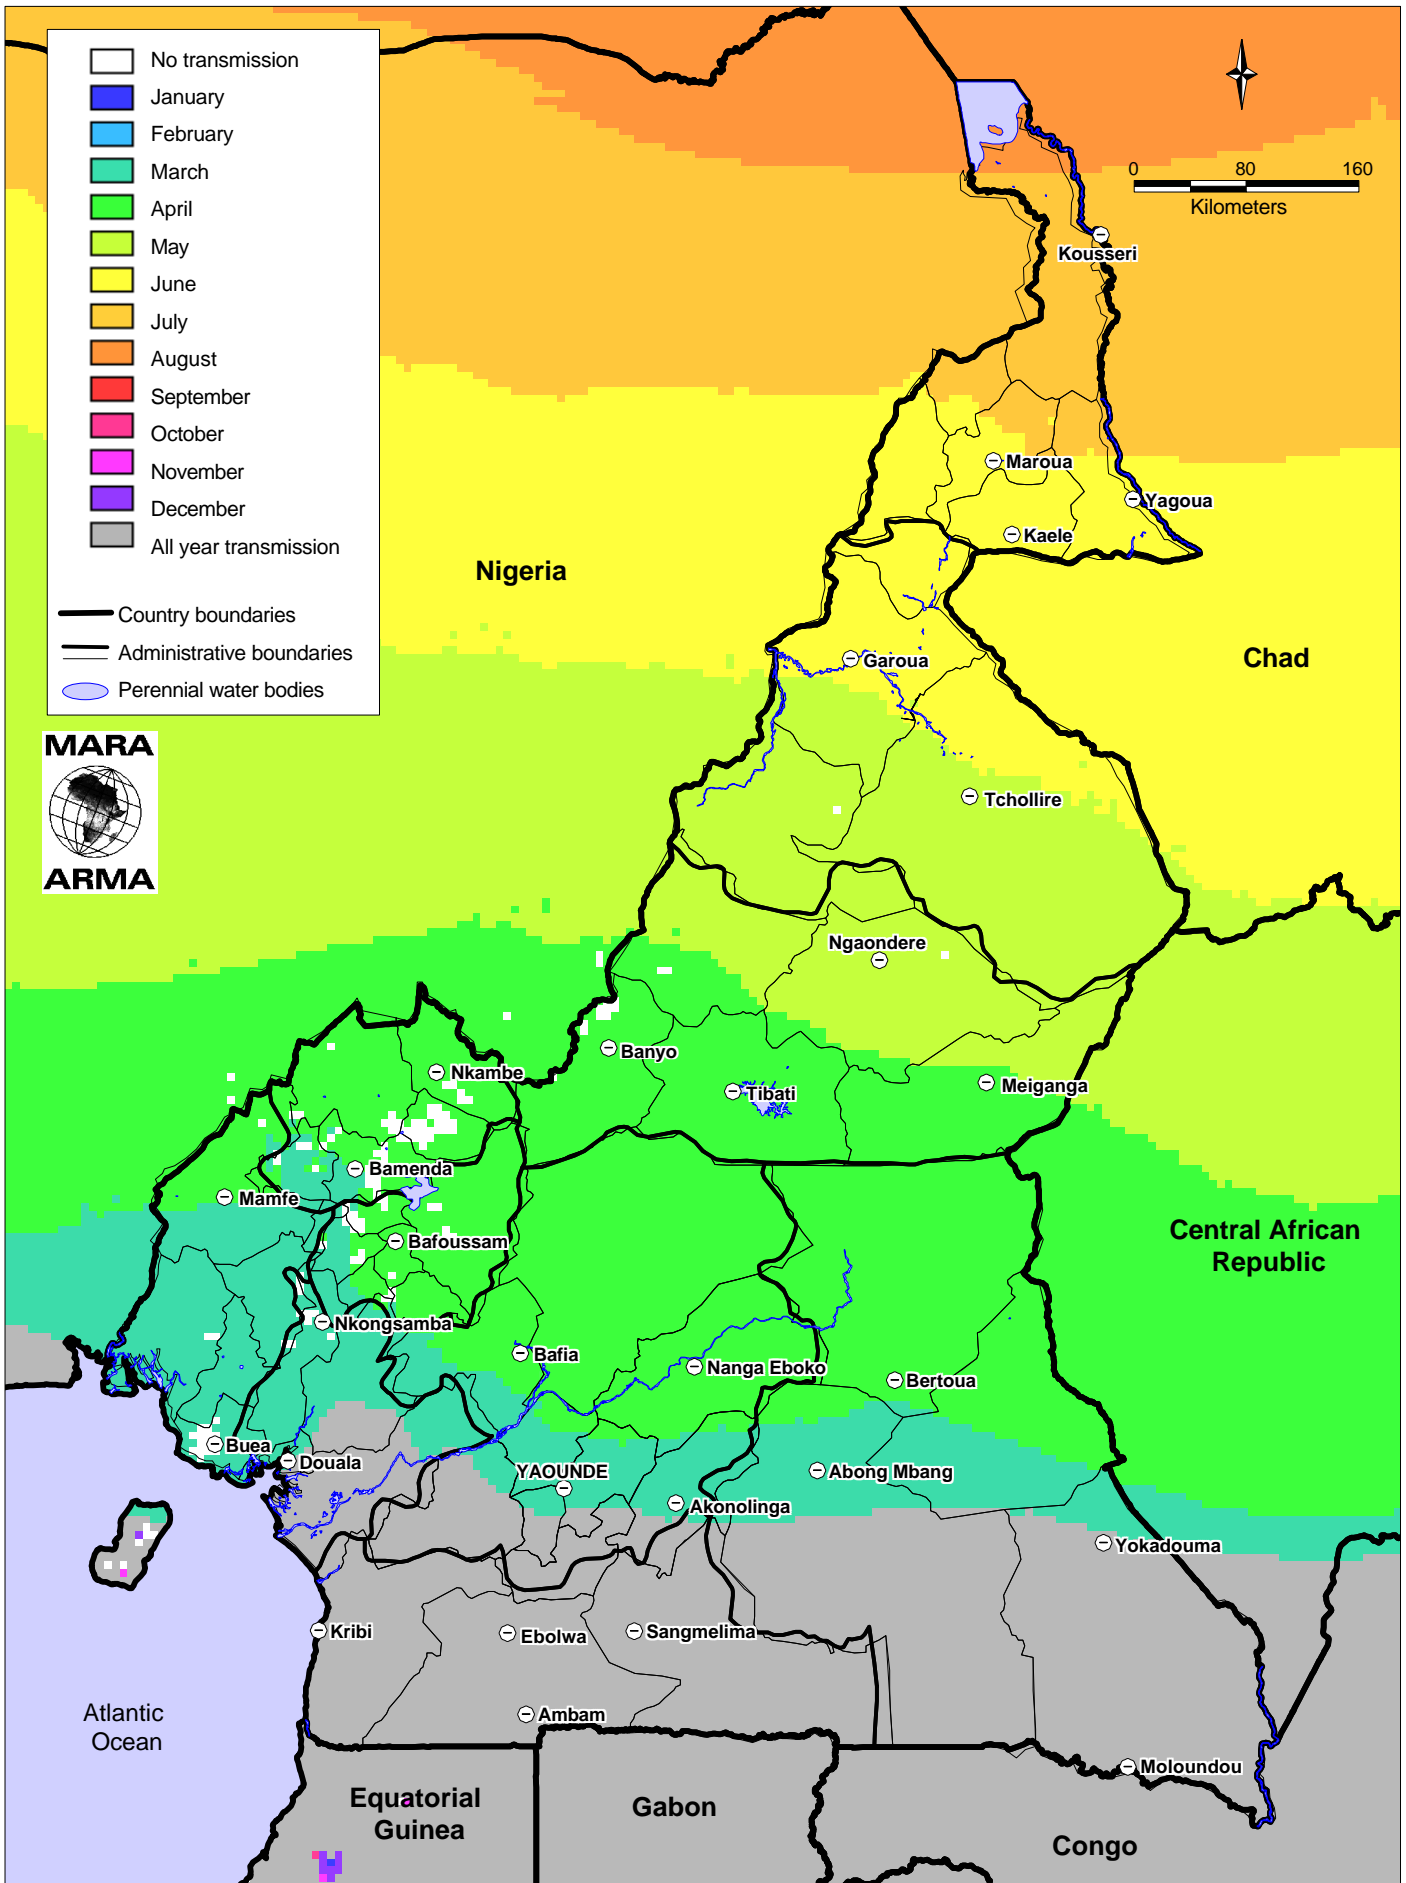 No transmission
January
February
March
April
May
June
July
August
September
October
November
December
All year transmission
Country boundaries
Administrative boundaries
Perennial water bodies
MARA
ARMA
0 80 160
Kilometers
Kousseri
Maroua
Yagoua
Kaele
Nigeria
Garoua
Chad
Tchollire
Ngaondere
Banyo
Nkambe
Tibati
Meiganga
Bamenda
Mamfe
Bafoussam
Central African
Republic
Nkongsamba
Bafia
Nanga Eboko
Bertoua
Buea
Douala
YAOUNDE
Abong Mbang
Akonolinga
Yokadouma
Kribi
Ebolwa
Sangmelima
Atlantic
Ocean
Ambam
Moloundou
Equatorial
Guinea
Gabon
Congo